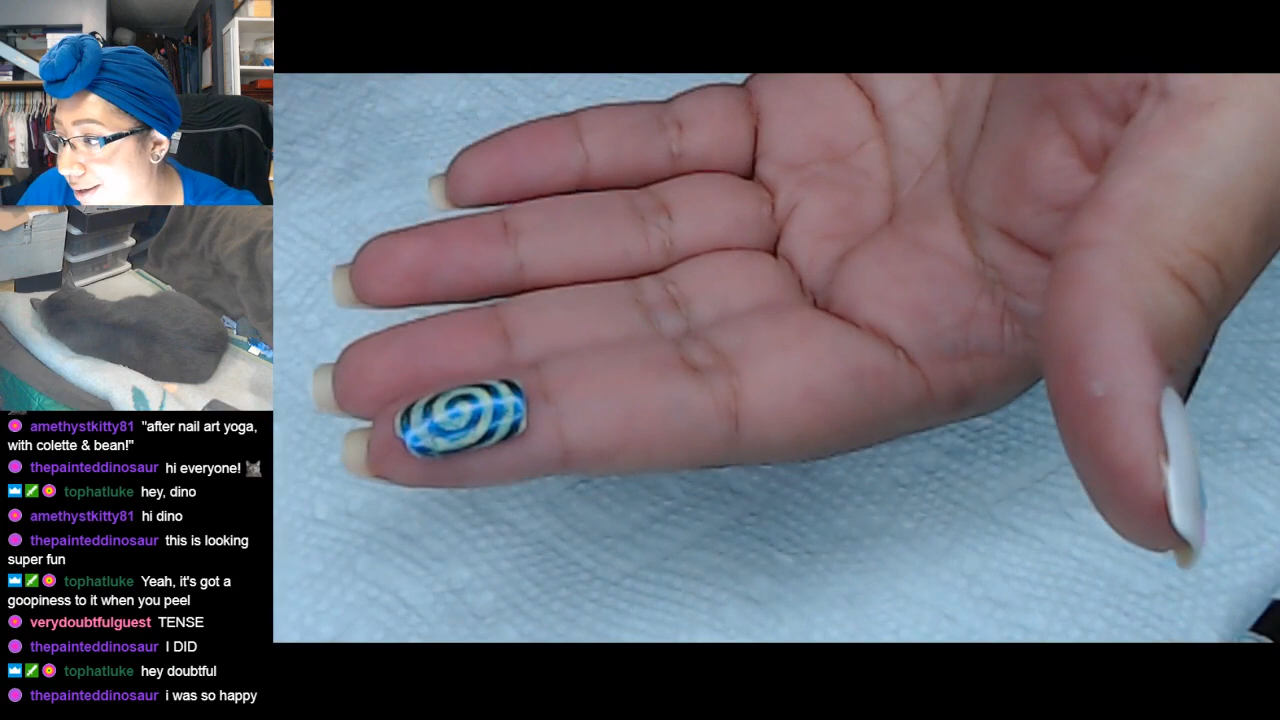 amethystkitty81 "after nail art yoga,
with colette & bean!"
thepainteddinosaur hi everyone!
tophatluke hey, dino
amethystkitty81 hi dino
thepainteddinosaur this is looking
super fun
tophatluke Yeah, it's got a
goopiness to it when you peel
verydoubtfulguest TENSE
thepainteddinosaur I DID
tophatluke hey doubtful
thepainteddinosaur i was so happy